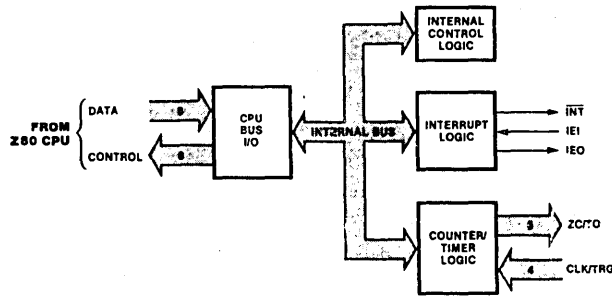 INTERNAL
CONTROL
LOGIC
DATA
8
CPU
BUS
I/O
FROM
Z80 CPU
INTERNAL BUS
INTERRUPT
LOGIC
INT
IEI
IEO
CONTROL
6
COUNTER/
TIMER
LOGIC
3
ZC/TO
4
CLK/TRG